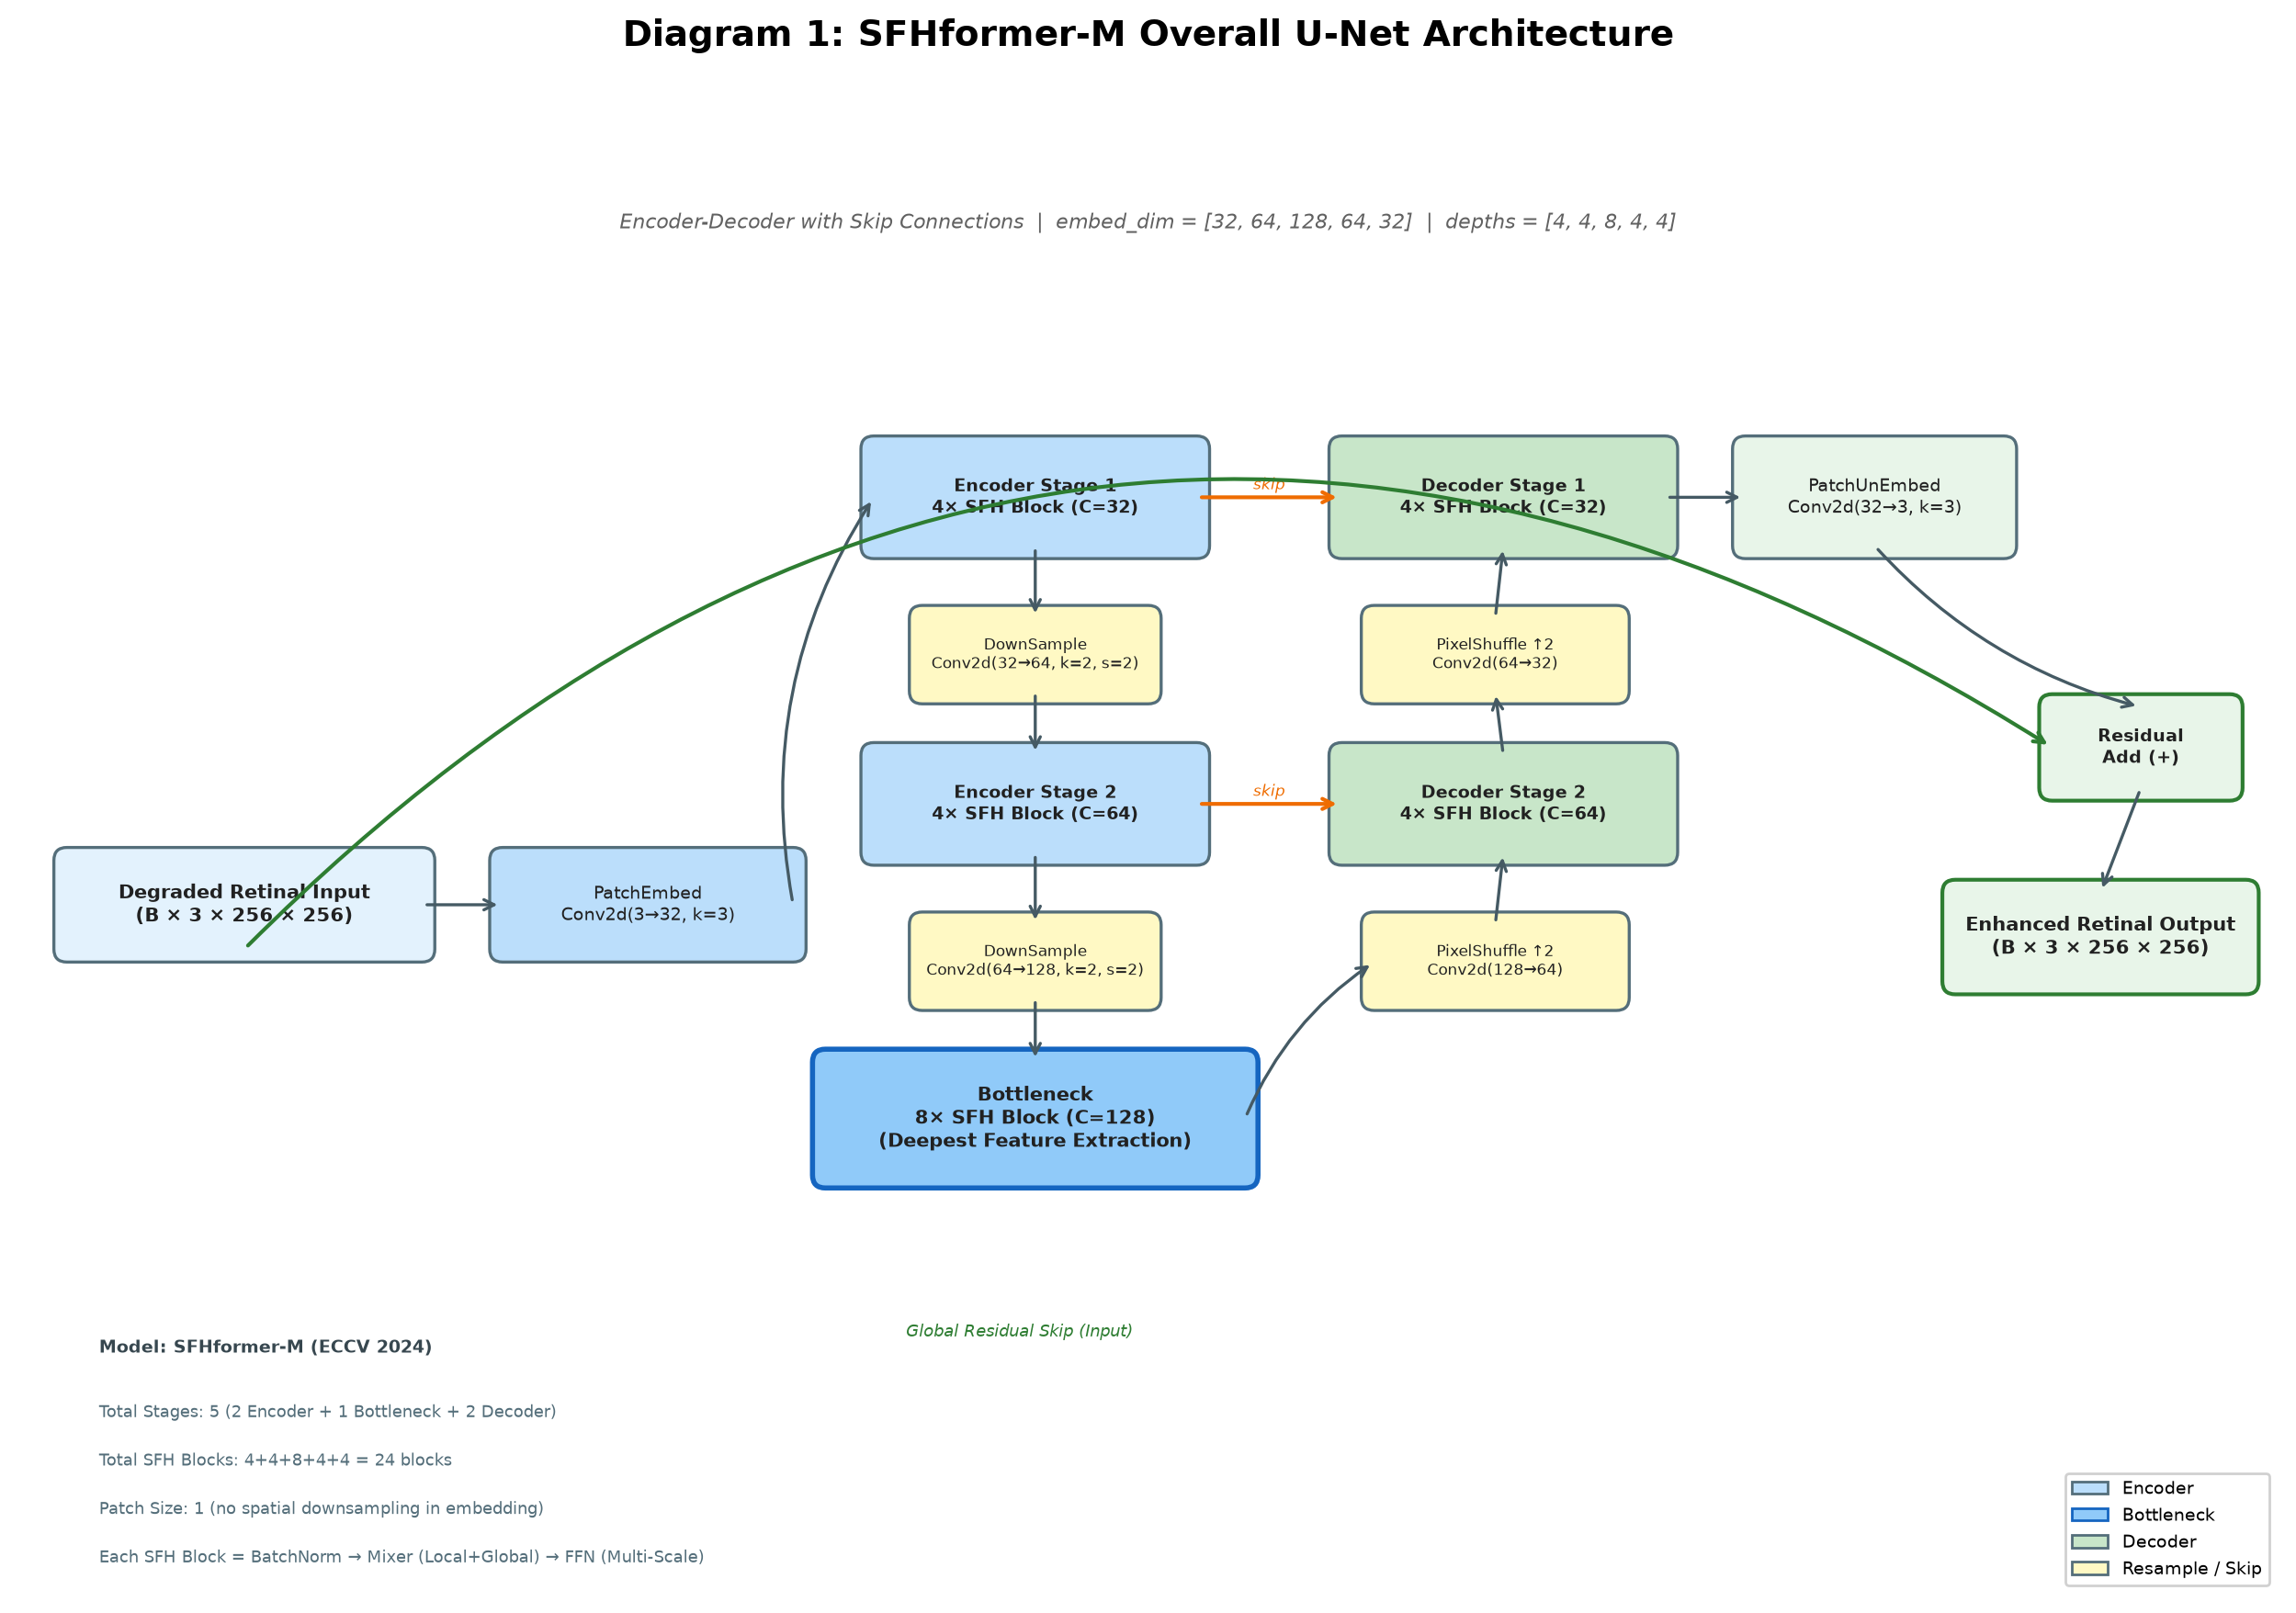 Diagram 1: SFHformer-M Overall U-Net Architecture
Encoder-Decoder with Skip Connections | embed_dim = [32, 64, 128, 64, 32] | depths = [4, 4, 8, 4, 4]
Encoder Stage 1
4× SFH Block (C=32)
skip
Decoder Stage 1
4× SFH Block (C=32)
PatchUnEmbed
Conv2d(32→3, k=3)
DownSample
Conv2d(32→64, k=2, s=2)
PixelShuffle ↑2
Conv2d(64→32)
Residual
Add (+)
Encoder Stage 2
4× SFH Block (C=64)
skip
Decoder Stage 2
4× SFH Block (C=64)
Degraded Retinal Input
(B × 3 × 256 × 256)
PatchEmbed
Conv2d(3→32, k=3)
Enhanced Retinal Output
(B × 3 × 256 × 256)
DownSample
Conv2d(64→128, k=2, s=2)
PixelShuffle ↑2
Conv2d(128→64)
Bottleneck
8× SFH Block (C=128)
(Deepest Feature Extraction)
Global Residual Skip (Input)
Model: SFHformer-M (ECCV 2024)
Total Stages: 5 (2 Encoder + 1 Bottleneck + 2 Decoder)
Total SFH Blocks: 4+4+8+4+4 = 24 blocks
Patch Size: 1 (no spatial downsampling in embedding)
Each SFH Block = BatchNorm → Mixer (Local+Global) → FFN (Multi-Scale)
Encoder
Bottleneck
Decoder
Resample / Skip